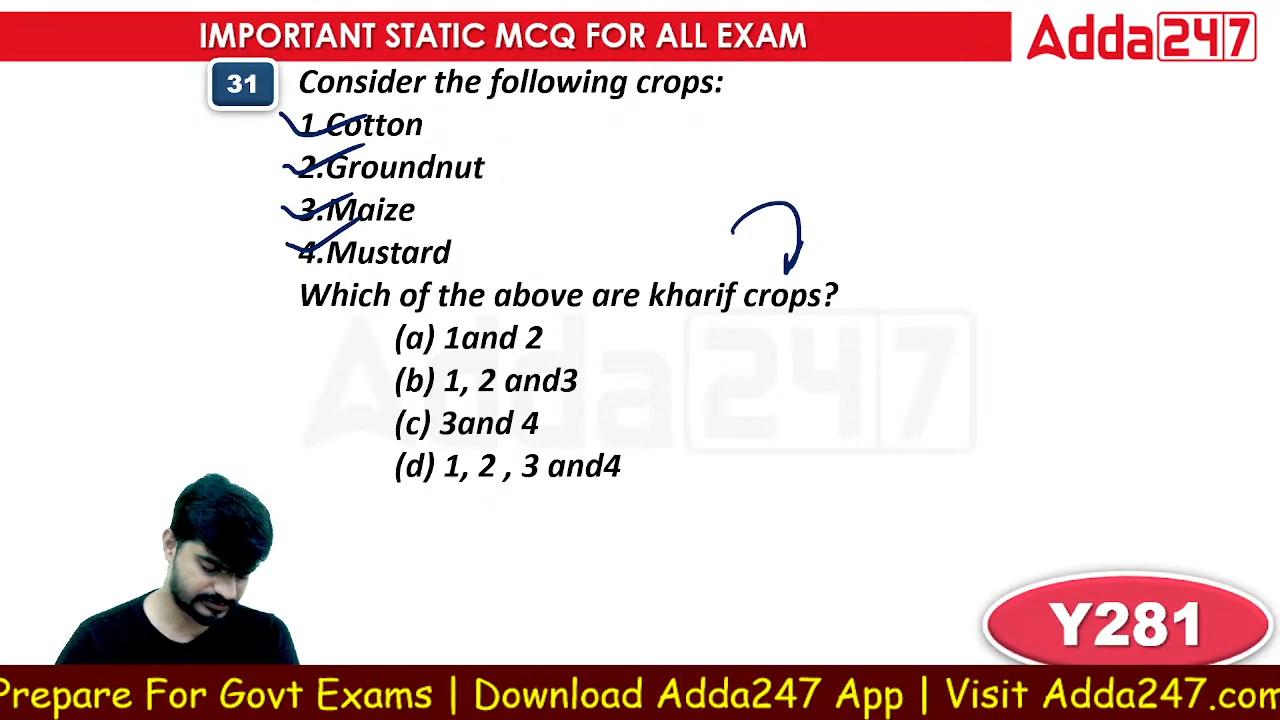 IMPORTANT STATIC MCQ FOR ALL EXAM
Adda247
31
Consider the following crops:
1.Cotton
2.Groundnut
3.Maize
4.Mustard
Which of the above are kharif crops?
(a) 1and 2
(b) 1, 2 and3
(c) 3and 4
(d) 1, 2 , 3 and4
Adda247
Y281
Prepare For Govt Exams | Download Adda247 App | Visit Adda247.com